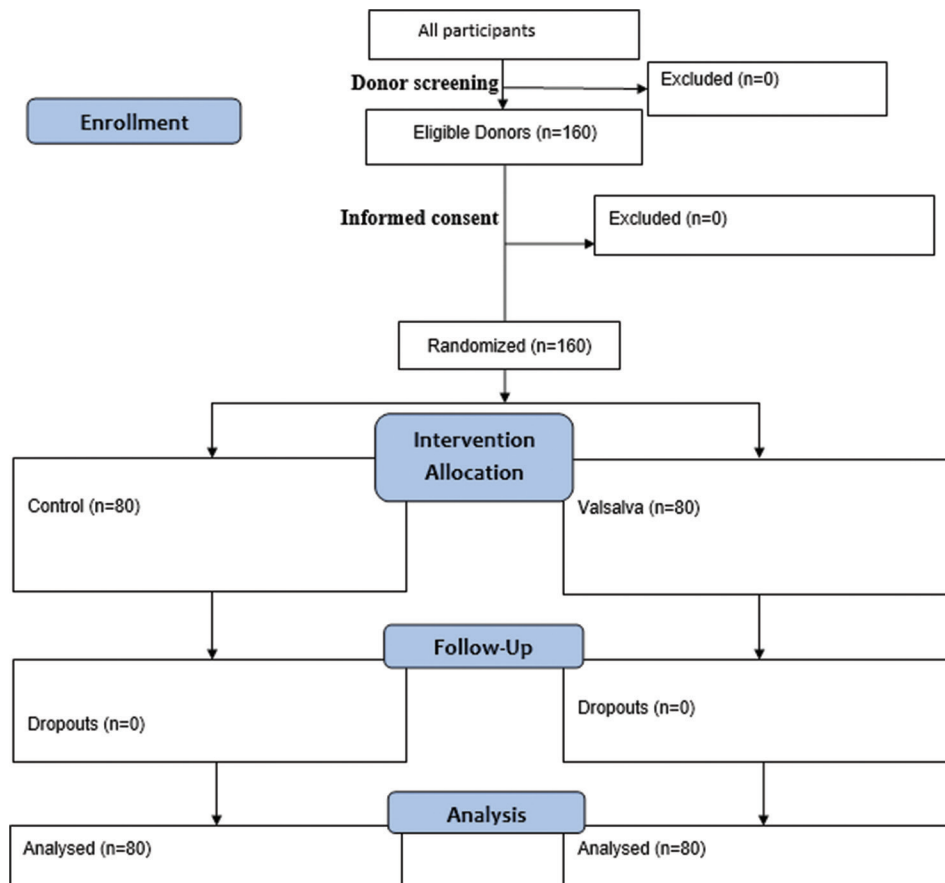 All participants
Donor screening
Excluded (n=0)
Enrollment
Eligible Donors (n=160)
Informed consent
Excluded (n=0)
Randomized (n=160)
Intervention
Allocation
Control (n=80)
Valsalva (n=80)
Follow-Up
Dropouts (n=0)
Dropouts (n=0)
Analysis
Analysed (n=80)
Analysed (n=80)